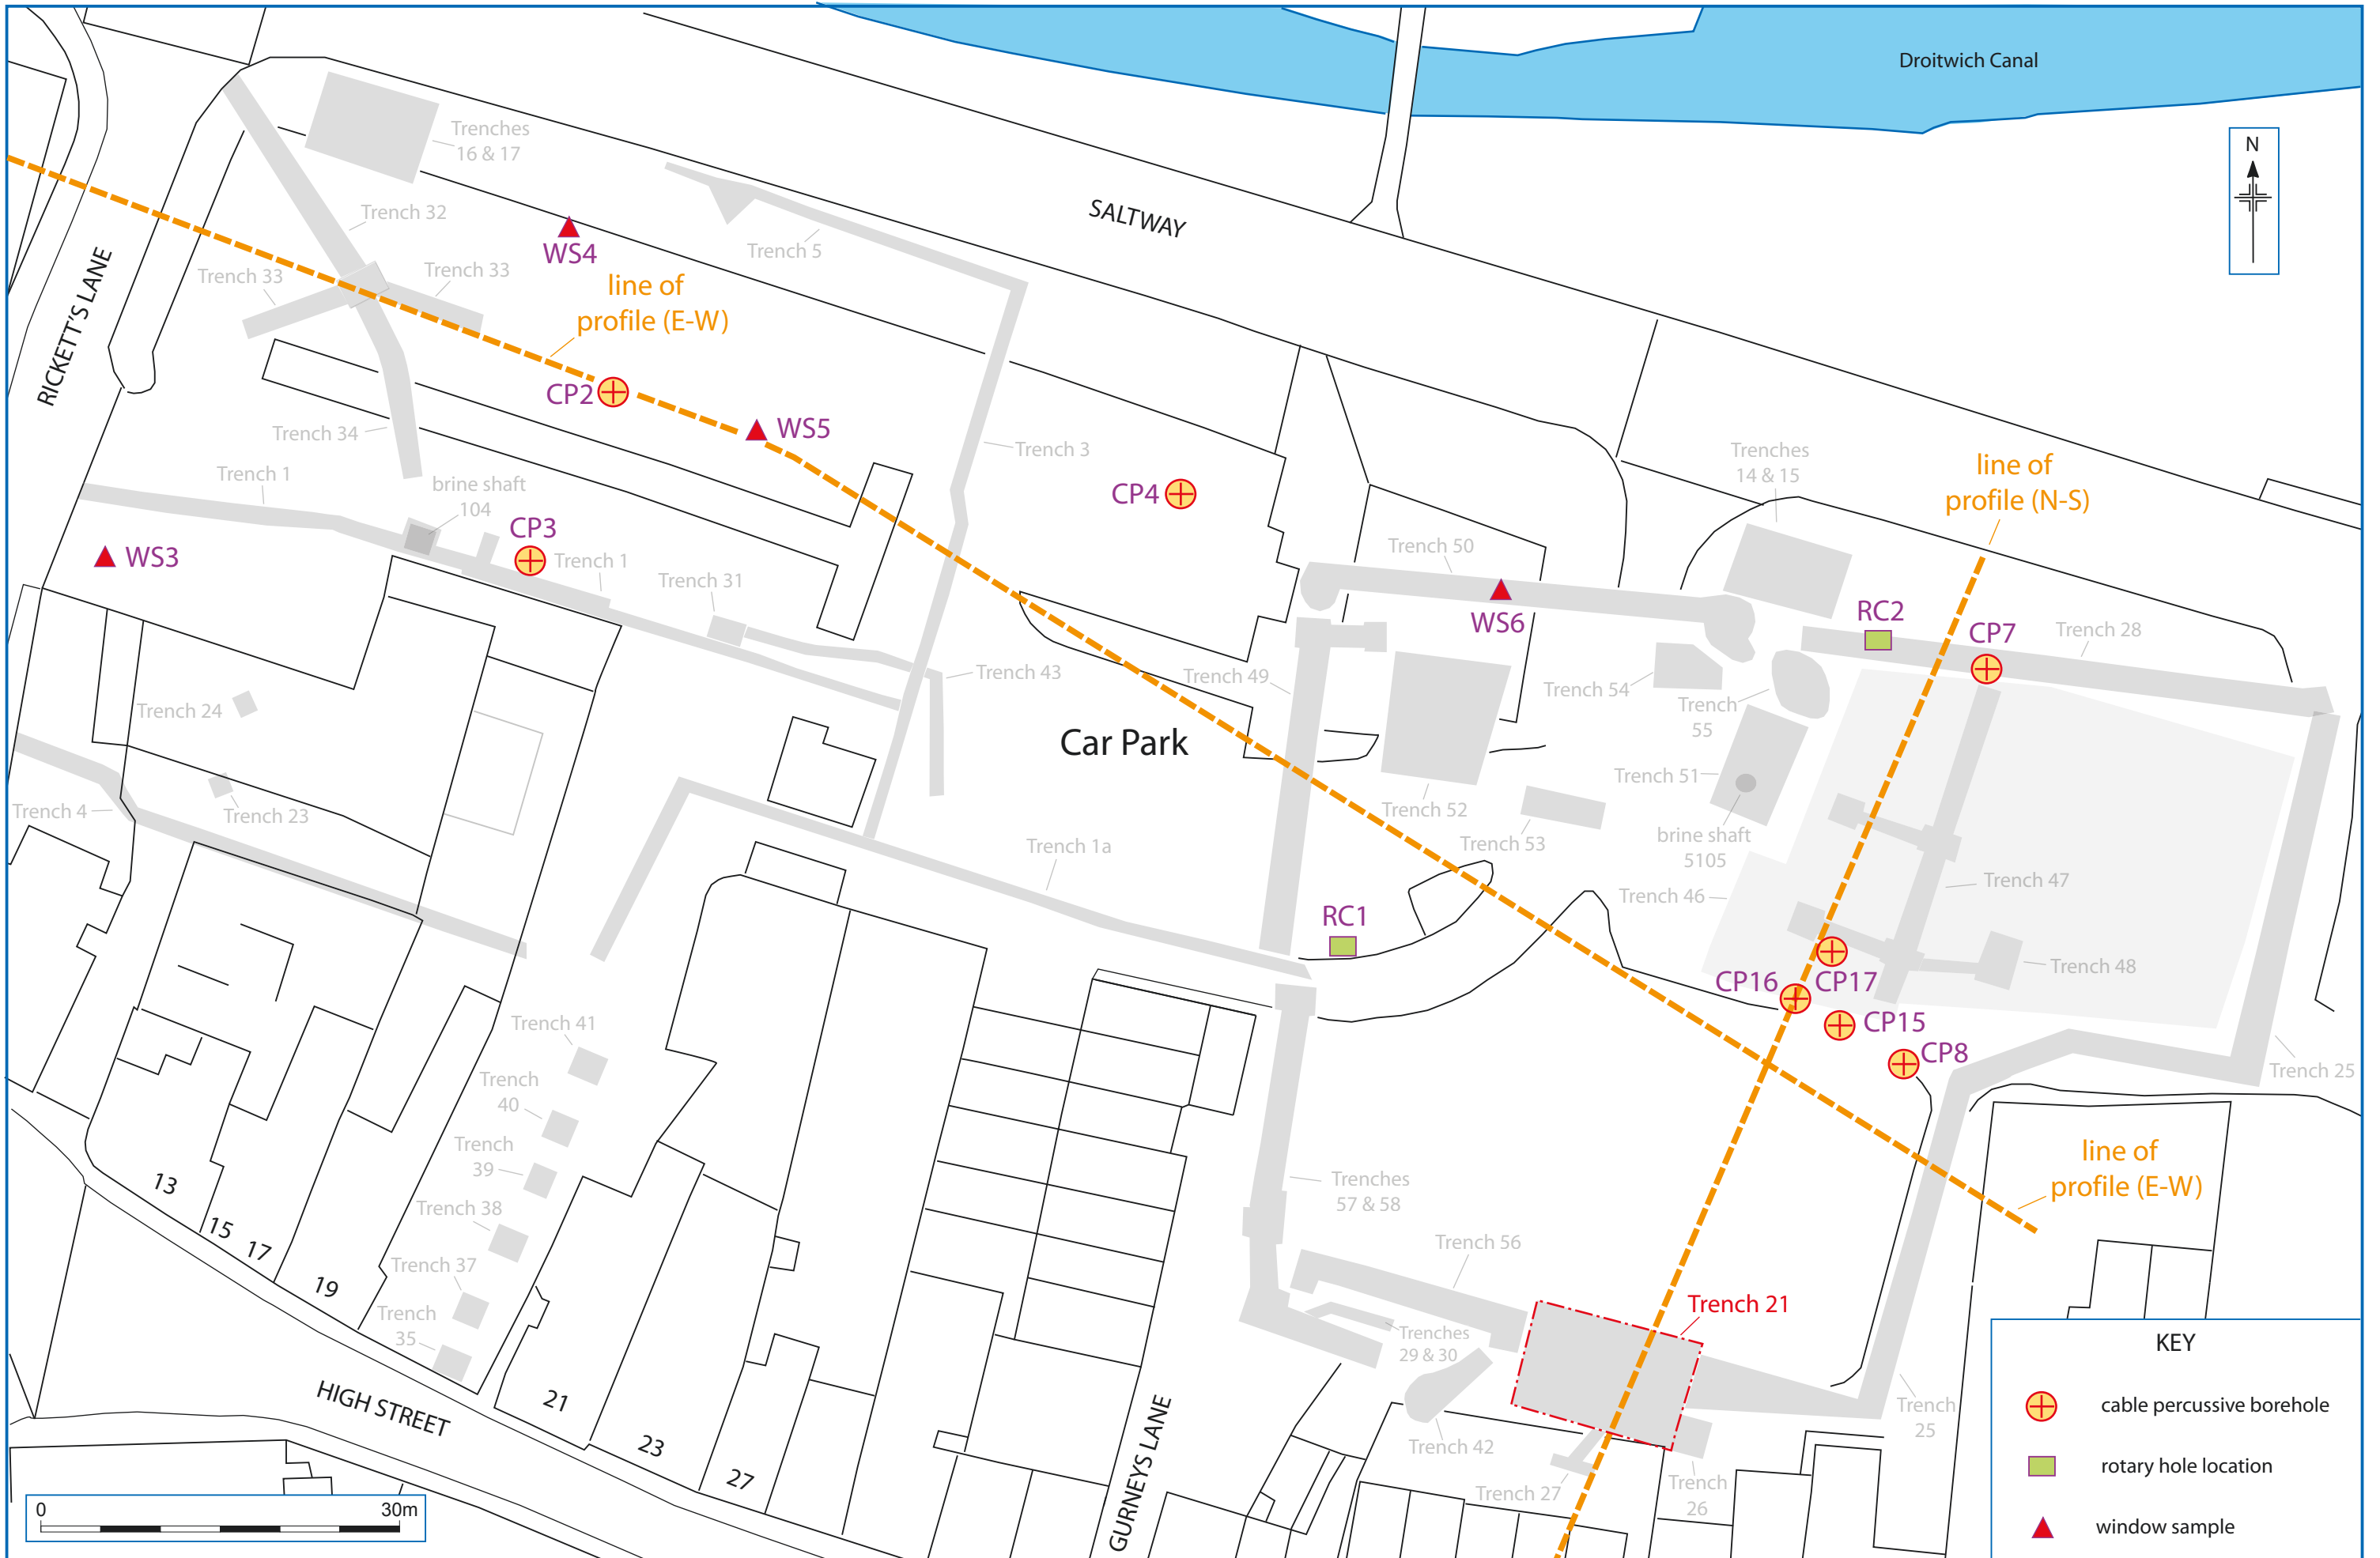 Droitwich Canal
N
Trenches
16 & 17
SALTWAY
Trench 32
Trench 5
WS4
Trench 33
Trench 33
line of
profile (E-W)
RICKETT'S LANE
CP2
WS5
Trench 34
Trench 3
Trenches
14 & 15
line of
profile (N-S)
Trench 1
brine shaft
104
CP4
CP3
WS3
Trench 1
Trench 31
Trench 50
WS6
RC2
CP7
Trench 28
Trench 43
Trench 49
Trench 54
Trench
55
Trench 24
Car Park
Trench 51
Trench 4
Trench 23
Trench 52
Trench 53
brine shaft
5105
Trench 1a
Trench 46
Trench 47
RC1
Trench 48
CP16
CP17
CP15
CP8
Trench 41
Trench 25
Trench
40
Trench
39
line of
profile (E-W)
13
15
17
19
Trench 38
Trenches
57 & 58
Trench 56
Trench 37
Trench 21
Trench
35
Trenches
29 & 30
KEY
HIGH STREET
21
23
27
GURNEYS LANE
Trench 42
Trench
25
cable percussive borehole
rotary hole location
window sample
Trench 27
Trench
26
0 30m